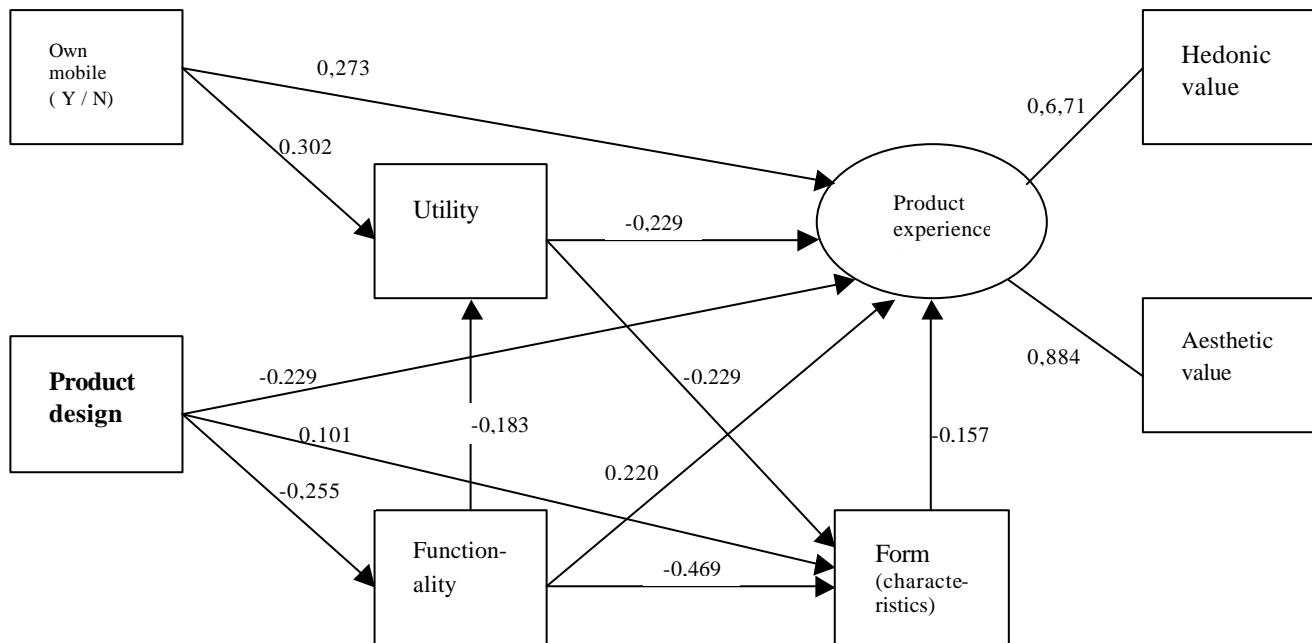 Own
mobile
( Y / N)
0,273
Hedonic
value
0,6,71
0,302
Utility
-0,229
Product
experience
Product
design
-0,229
-0,229
0,884
Aesthetic
value
-0,183
0,101
0,220
-0,157
-0,255
Function-
ality
-0,469
Form
(characte-
ristics)